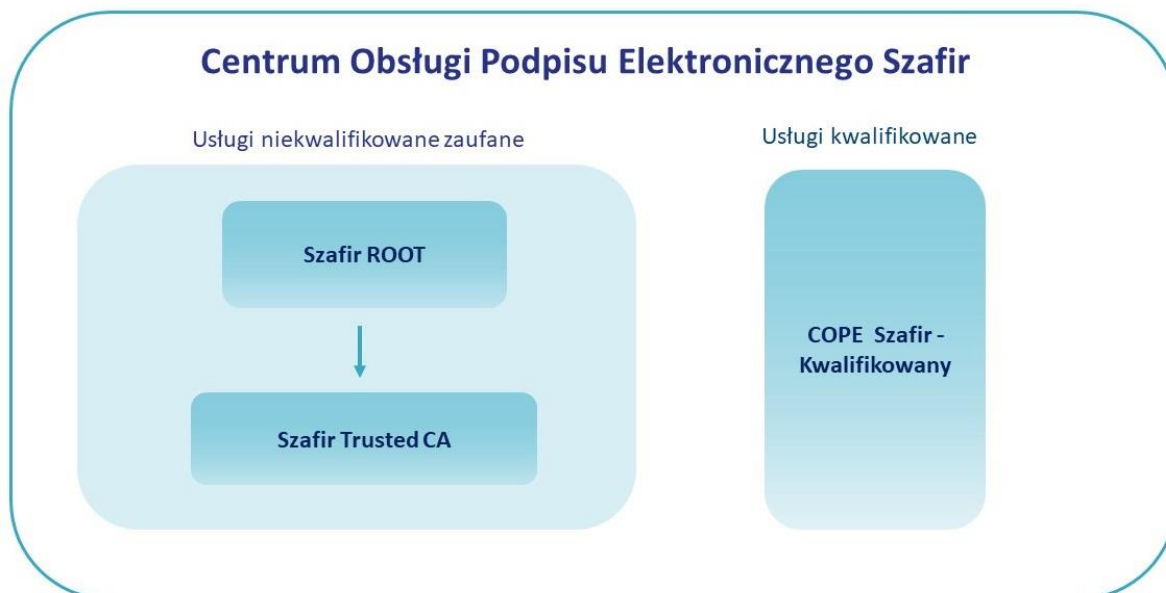 Centrum Obsługi Podpisu Elektronicznego Szafir
Usługi niekwalifikowane zaufane
Usługi kwalifikowane
Szafir ROOT
Szafir Trusted CA
COPE Szafir -
Kwalifikowany